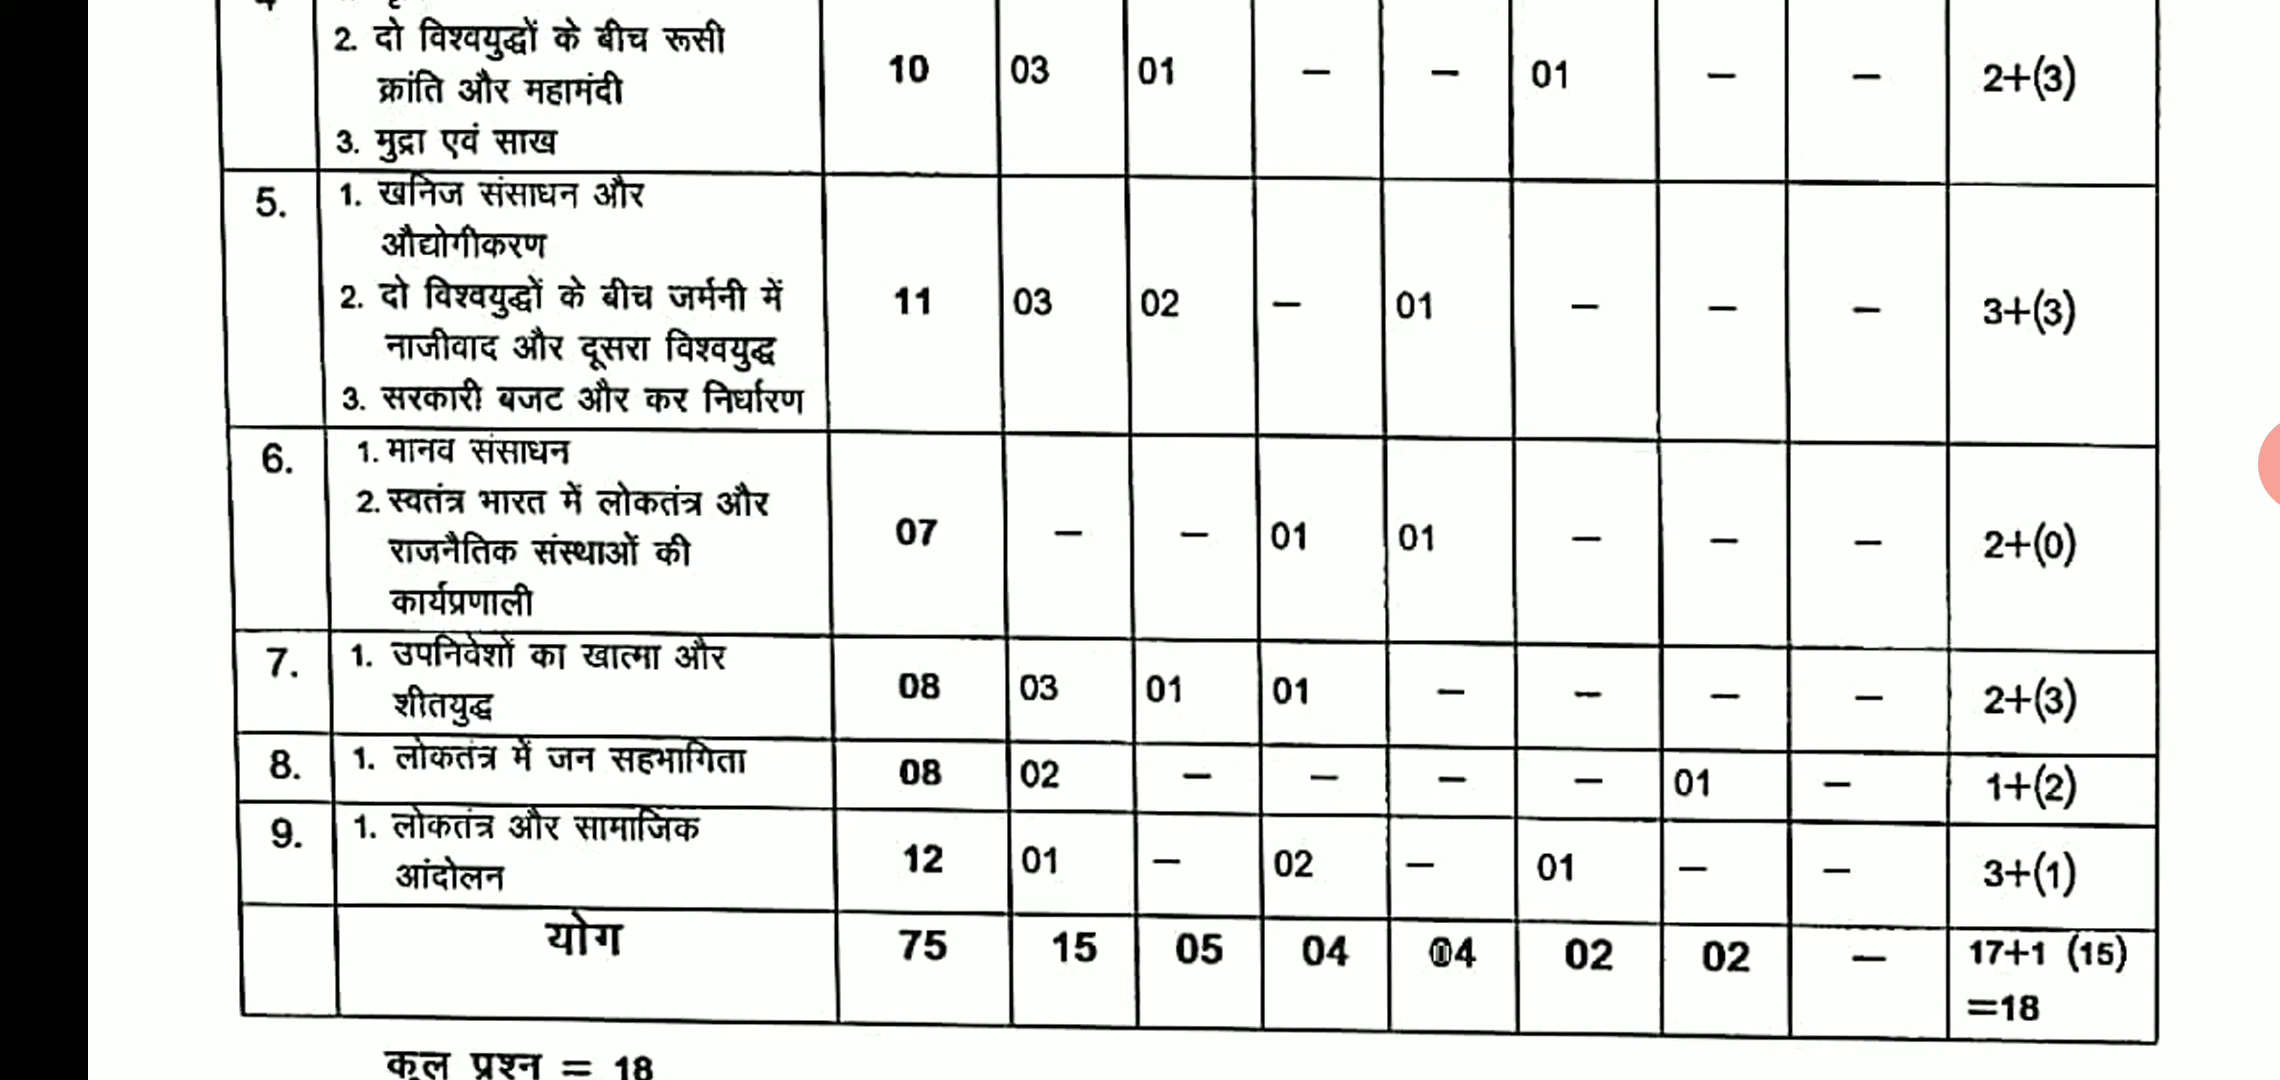 2. दो विश्वयुद्धों के बीच रूसी
क्रांति और महामंदी
3. मुद्रा एवं साख
10 03 01 – – 01 – – 2+(3)
5. 1. खनिज संसाधन और
औद्योगीकरण
2. दो विश्वयुद्धों के बीच जर्मनी में
नाजीवाद और दूसरा विश्वयुद्ध
3. सरकारी बजट और कर निर्धारण
11 03 02 – 01 – – – 3+(3)
6. 1. मानव संसाधन
2. स्वतंत्र भारत में लोकतंत्र और
राजनैतिक संस्थाओं की
कार्यप्रणाली
07 – – 01 01 – – – 2+(0)
7. 1. उपनिवेशों का खात्मा और
शीतयुद्ध
08 03 01 01 – – – – 2+(3)
8. 1. लोकतंत्र में जन सहभागिता 08 02 – – – – 01 – 1+(2)
9. 1. लोकतंत्र और सामाजिक
आंदोलन
12 01 – 02 – 01 – – 3+(1)
योग 75 15 05 04 04 02 02 – 17+1 (15)
=18
कुल प्रश्न = 18